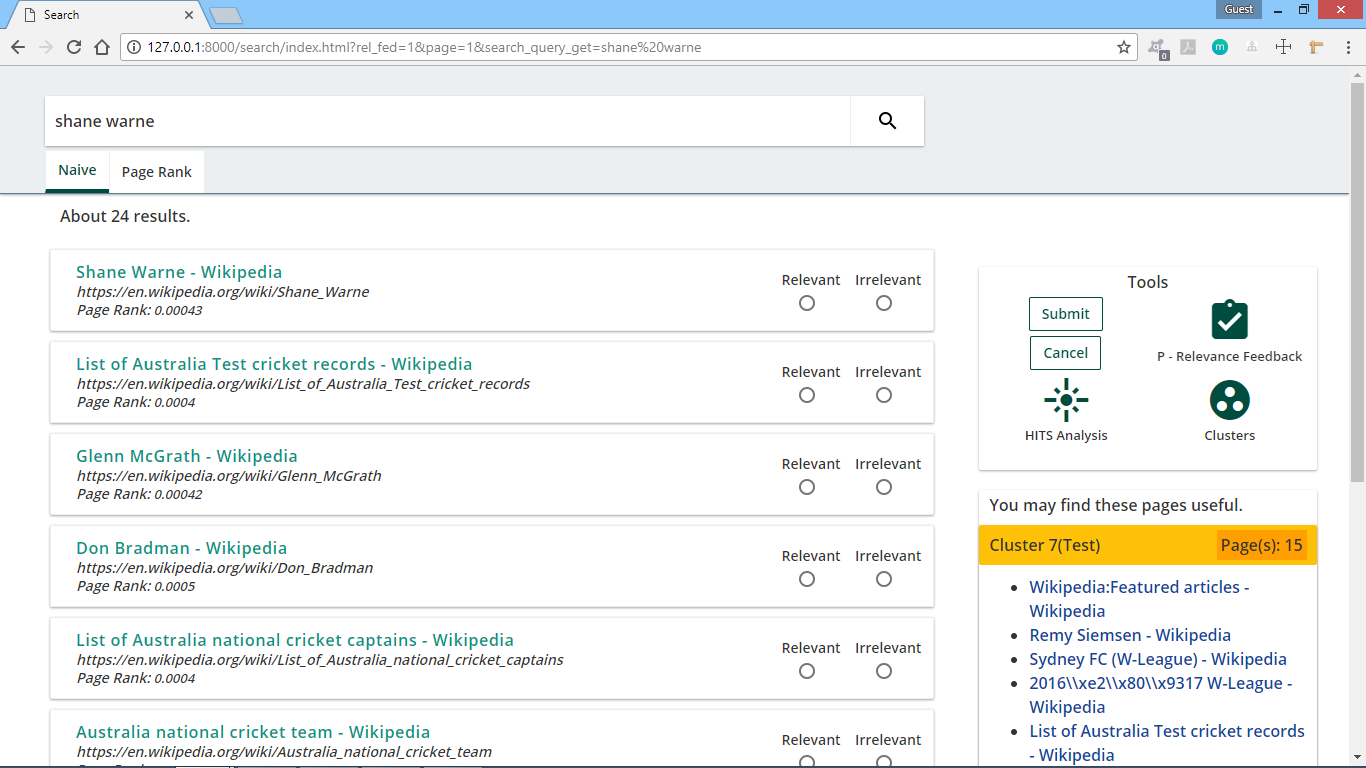 Search
Guest
127.0.0.1:8000/search/index.html?rel_fed=1&page=1&search_query_get=shane%20warne
0
m
shane warne
Naive
Page Rank
About 24 results.
Shane Warne - Wikipedia
https://en.wikipedia.org/wiki/Shane_Warne
Page Rank: 0.00043
Relevant Irrelevant
List of Australia Test cricket records - Wikipedia
https://en.wikipedia.org/wiki/List_of_Australia_Test_cricket_records
Page Rank: 0.0004
Relevant Irrelevant
Glenn McGrath - Wikipedia
https://en.wikipedia.org/wiki/Glenn_McGrath
Page Rank: 0.00042
Relevant Irrelevant
Don Bradman - Wikipedia
https://en.wikipedia.org/wiki/Don_Bradman
Page Rank: 0.0005
Relevant Irrelevant
List of Australia national cricket captains - Wikipedia
https://en.wikipedia.org/wiki/List_of_Australia_national_cricket_captains
Page Rank: 0.0004
Relevant Irrelevant
Australia national cricket team - Wikipedia
https://en.wikipedia.org/wiki/Australia_national_cricket_team
Relevant Irrelevant
Tools
Submit
Cancel
P - Relevance Feedback
HITS Analysis
Clusters
You may find these pages useful.
Cluster 7(Test)
Page(s): 15
Wikipedia:Featured articles -
Wikipedia
Remy Siemsen - Wikipedia
Sydney FC (W-League) - Wikipedia
2016\\xe2\\x80\\x9317 W-League -
Wikipedia
List of Australia Test cricket records
- Wikipedia